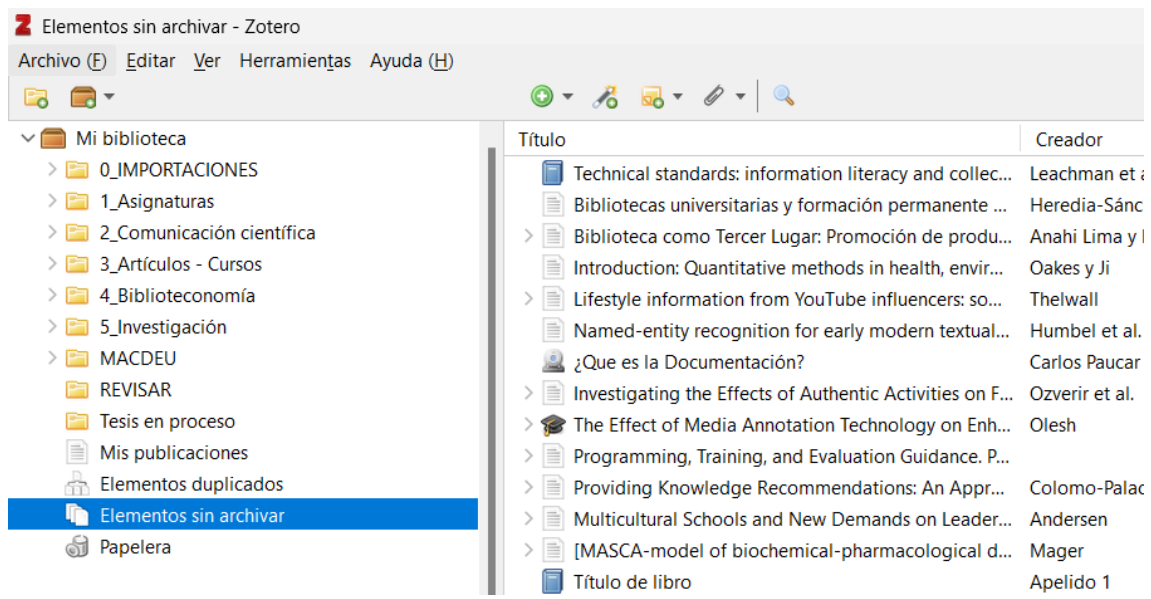 Elementos sin archivar - Zotero
Archivo (F) Editar Ver Herramientas Ayuda (H)
Mi biblioteca
0_IMPORTACIONES
1_Asignaturas
2_Comunicación científica
3_Artículos - Cursos
4_Biblioteconomía
5_Investigación
MACDEU
REVISAR
Tesis en proceso
Mis publicaciones
Elementos duplicados
Elementos sin archivar
Papelera
Título Creador
Technical standards: information literacy and collec... Leachman et
Bibliotecas universitarias y formación permanente ... Heredia-Sánc
Biblioteca como Tercer Lugar: Promoción de produ... Anahi Lima y
Introduction: Quantitative methods in health, envir... Oakes y Ji
Lifestyle information from YouTube influencers: so... Thelwall
Named-entity recognition for early modern textual... Humbel et al.
¿Que es la Documentación? Carlos Paucar
Investigating the Effects of Authentic Activities on F... Ozverir et al.
The Effect of Media Annotation Technology on Enh... Olesh
Programming, Training, and Evaluation Guidance. P...
Providing Knowledge Recommendations: An Appr... Colomo-Palac
Multicultural Schools and New Demands on Leader... Andersen
[MASCA-model of biochemical-pharmacological d... Mager
Título de libro Apelido 1